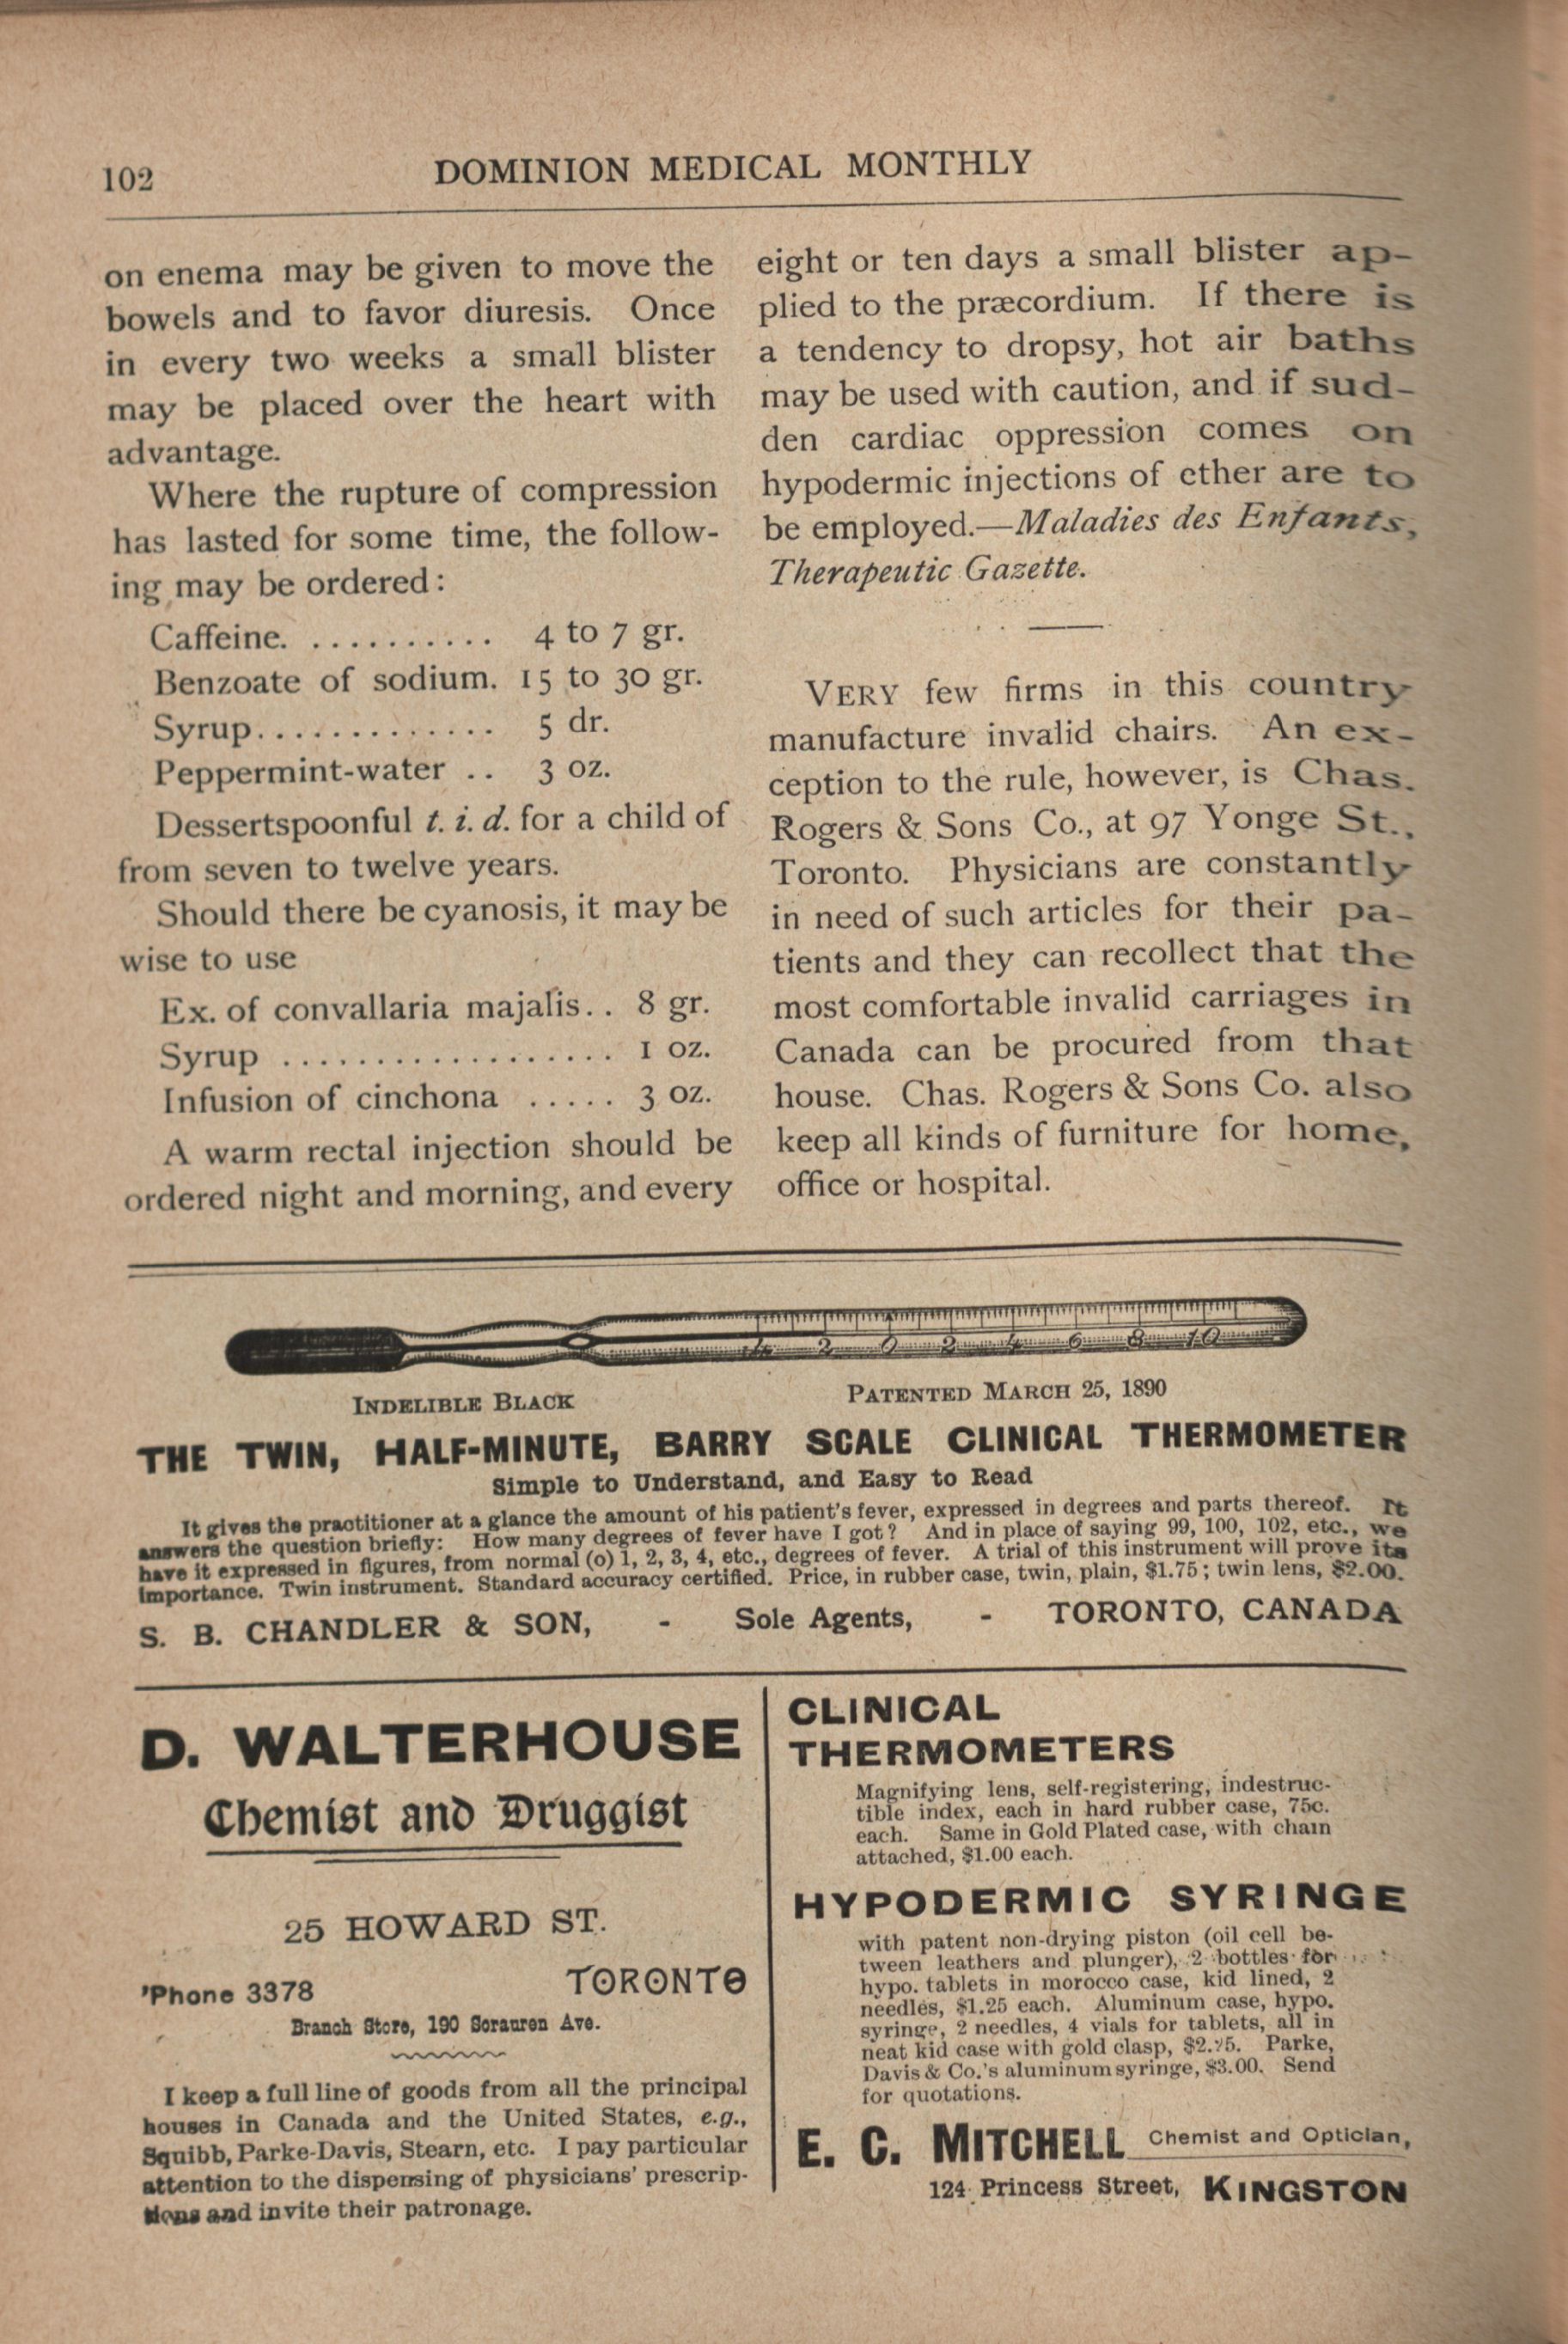 102
DOMINION MEDICAL MONTHLY
on enema may be given to move the
bowels and to favor diuresis. Once
in every two weeks a small blister
may be placed over the heart with
advantage.
Where the rupture of compression
has lasted for some time, the follow-
ing may be ordered:
Caffeine. .......... 4 to 7 gr.
Benzoate of sodium. 15 to 30 gr.
Syrup............. 5 dr.
Peppermint-water .. 3 oz.
Dessertspoonful t. i. d. for a child of
from seven to twelve years.
Should there be cyanosis, it may be
wise to use
Ex. of convallaria majalis.. 8 gr.
Syrup .................. 1 oz.
Infusion of cinchona ..... 3 oz.
A warm rectal injection should be
ordered night and morning, and every
eight or ten days a small blister ap-
plied to the præcordium. If there is
a tendency to dropsy, hot air baths
may be used with caution, and if sud-
den cardiac oppression comes on
hypodermic injections of ether are to
be employed.—Maladies des Enfants,
Therapeutic Gazette.
VERY few firms in this country
manufacture invalid chairs. An ex-
ception to the rule, however, is Chas.
Rogers & Sons Co., at 97 Yonge St.,
Toronto. Physicians are constantly
in need of such articles for their pa-
tients and they can recollect that the
most comfortable invalid carriages in
Canada can be procured from that
house. Chas. Rogers & Sons Co. also
keep all kinds of furniture for home,
office or hospital.
4 2 0 2 4 6 8 10
INDELIBLE BLACK
PATENTED MARCH 25, 1890
THE TWIN, HALF-MINUTE, BARRY SCALE CLINICAL THERMOMETER
Simple to Understand, and Easy to Read
It gives the practitioner at a glance the amount of his patient's fever, expressed in degrees and parts thereof. It
answers the question briefly: How many degrees of fever have I got? And in place of saying 99, 100, 102, etc., we
have it expressed in figures, from normal (o) 1, 2, 3, 4, etc., degrees of fever. A trial of this instrument will prove its
importance. Twin instrument. Standard accuracy certified. Price, in rubber case, twin, plain, $1.75; twin lens, $2.00.
S. B. CHANDLER & SON, - Sole Agents, - TORONTO, CANADA
D. WALTERHOUSE
Chemist and Druggist
25 HOWARD ST.
'Phone 3378
TORONTO
Branch Store, 190 Sorauren Ave.
I keep a full line of goods from all the principal
houses in Canada and the United States, e.g.,
Squibb, Parke-Davis, Stearn, etc. I pay particular
attention to the dispensing of physicians' prescrip-
tions and invite their patronage.
CLINICAL
THERMOMETERS
Magnifying lens, self-registering, indestruc-
tible index, each in hard rubber case, 75c.
each. Same in Gold Plated case, with chain
attached, $1.00 each.
HYPODERMIC SYRINGE
with patent non-drying piston (oil cell be-
tween leathers and plunger), 2 bottles for
hypo. tablets in morocco case, kid lined, 2
needles, $1.25 each. Aluminum case, hypo.
syringe, 2 needles, 4 vials for tablets, all in
neat kid case with gold clasp, Parke,
Davis & Co.'s aluminum syringe, $3.00. Send
for quotations.
E. C. MITCHELL Chemist and Optician,
124 Princess Street, KINGSTON